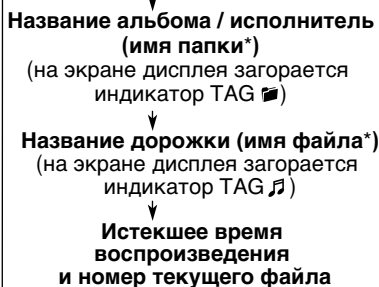 Название альбома / исполнитель
(имя папки*)
(на экране дисплея загорается
индикатор TAG )
Название дорожки (имя файла*)
(на экране дисплея загорается
индикатор TAG ♫)
Истекшее время
воспроизведения
и номер текущего файла